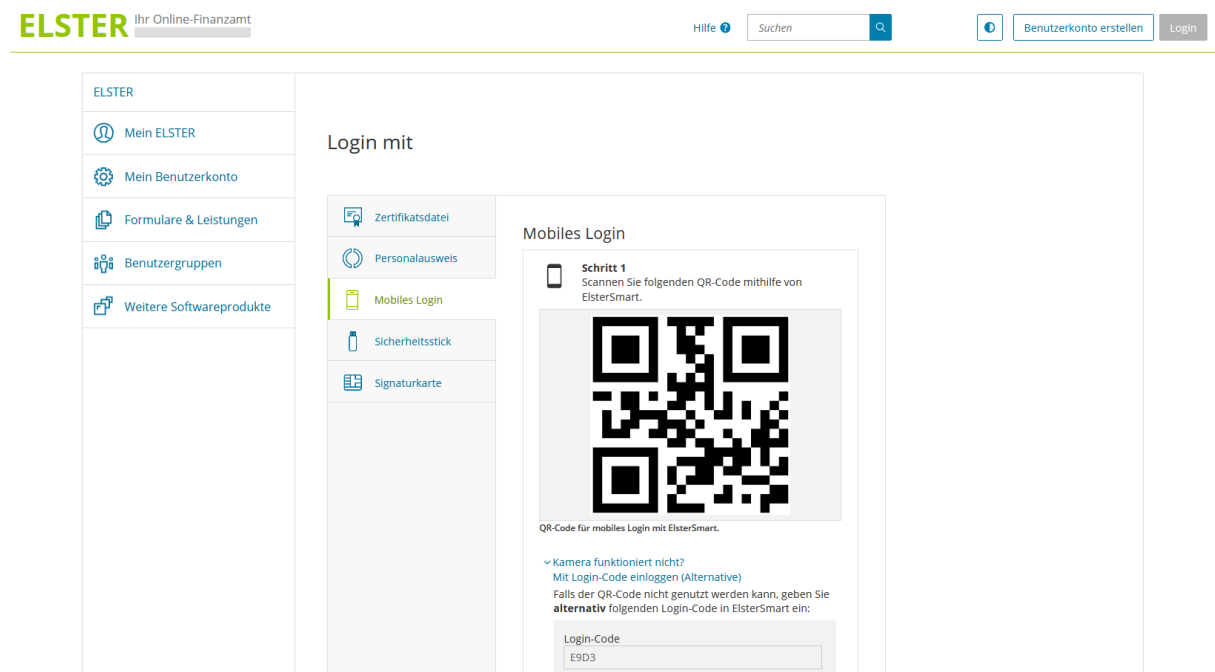 ELSTER Ihr Online-Finanzamt
Hilfe ?
Suchen
Benutzerkonto erstellen
Login
ELSTER
Mein ELSTER
Mein Benutzerkonto
Formulare & Leistungen
Benutzergruppen
Weitere Softwareprodukte
Login mit
Zertifikatsdatei
Personalausweis
Mobiles Login
Sicherheitsstick
Signaturkarte
Mobiles Login
Schritt 1
Scannen Sie folgenden QR-Code mithilfe von
ElsterSmart.
QR-Code für mobiles Login mit ElsterSmart.
Kamera funktioniert nicht?
Mit Login-Code einloggen (Alternative)
Falls der QR-Code nicht genutzt werden kann, geben Sie
alternativ folgenden Login-Code in ElsterSmart ein:
Login-Code
E9D3